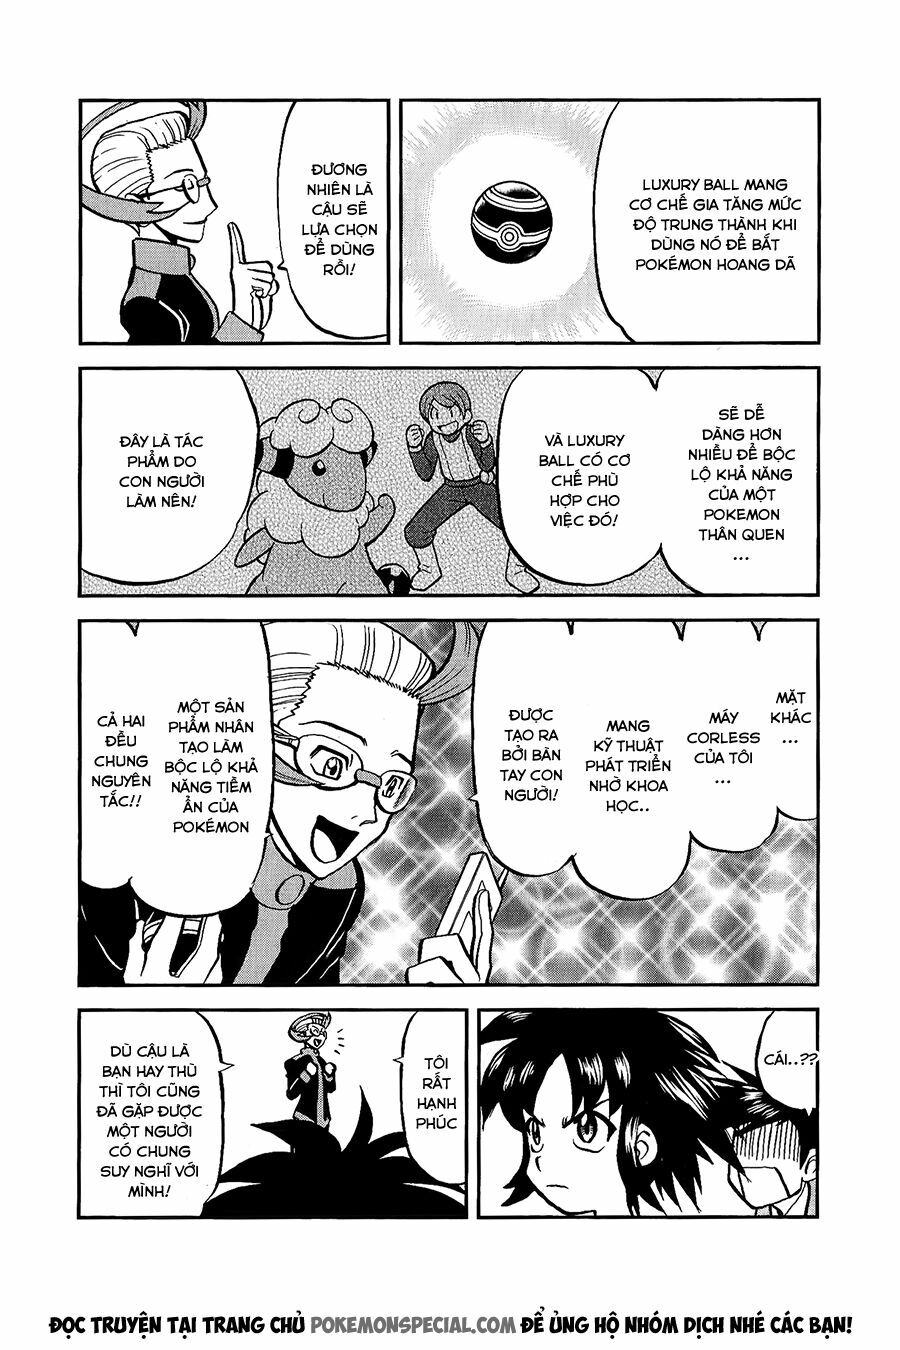 LUXURY BALL MANG
CƠ CHẾ GIA TĂNG MỨC
ĐỘ TRUNG THÀNH KHI
DÙNG NÓ ĐỂ BẮT
POKÉMON HOANG DÃ
ĐƯƠNG
NHIÊN LÀ
CẬU SẼ
LỰA CHỌN
ĐỂ DÙNG
RỒI!
SẼ DỄ
DÀNG HƠN
NHIỀU ĐỂ BỘC
LỘ KHẢ NĂNG
CỦA MỘT
POKEMON
THÂN QUEN
...
VÀ LUXURY
BALL CÓ CƠ
CHẾ PHÙ
HỢP CHO
VIỆC ĐÓ!
ĐÂY LÀ TÁC
PHẨM DO
CON NGƯỜI
LÀM NÊN!
MẶT
KHÁC
...
MÁY
CORLESS
CỦA TÔI
...
MANG
KỸ THUẬT
PHÁT TRIỂN
NHỜ KHOA
HỌC..
ĐƯỢC
TẠO RA
BỞI BÀN
TAY CON
NGƯỜI!
MỘT SẢN
PHẨM NHÂN
TẠO LÀM
BỘC LỘ KHẢ
NĂNG TIỀM
ẨN CỦA
POKÉMON
CẢ HAI
ĐỀU
CHUNG
NGUYÊN
TẮC!!
CÁI..??
TÔI
RẤT
HẠNH
PHÚC
DÙ CẬU LÀ
BẠN HAY THÙ
THÌ TÔI CŨNG
ĐÃ GẶP ĐƯỢC
MỘT NGƯỜI
CÓ CHUNG
SUY NGHĨ VỚI
MÌNH!
ĐỌC TRUYỆN TẠI TRANG CHỦ POKEMONSPECIAL.COM ĐỂ ỦNG HỘ NHÓM DỊCH NHÉ CÁC BẠN!